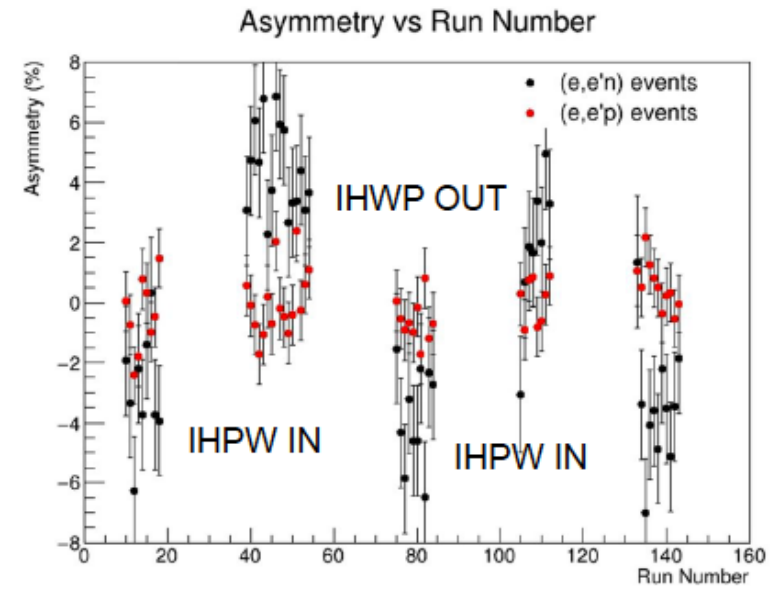 Asymmetry vs Run Number
Asymmetry (%)
(e,e'n) events
(e,e'p) events
IHWP OUT
IHPW IN
IHPW IN
8
6
4
2
0
−2
−4
−6
−8
0 20 40 60 80 100 120 140 160
Run Number